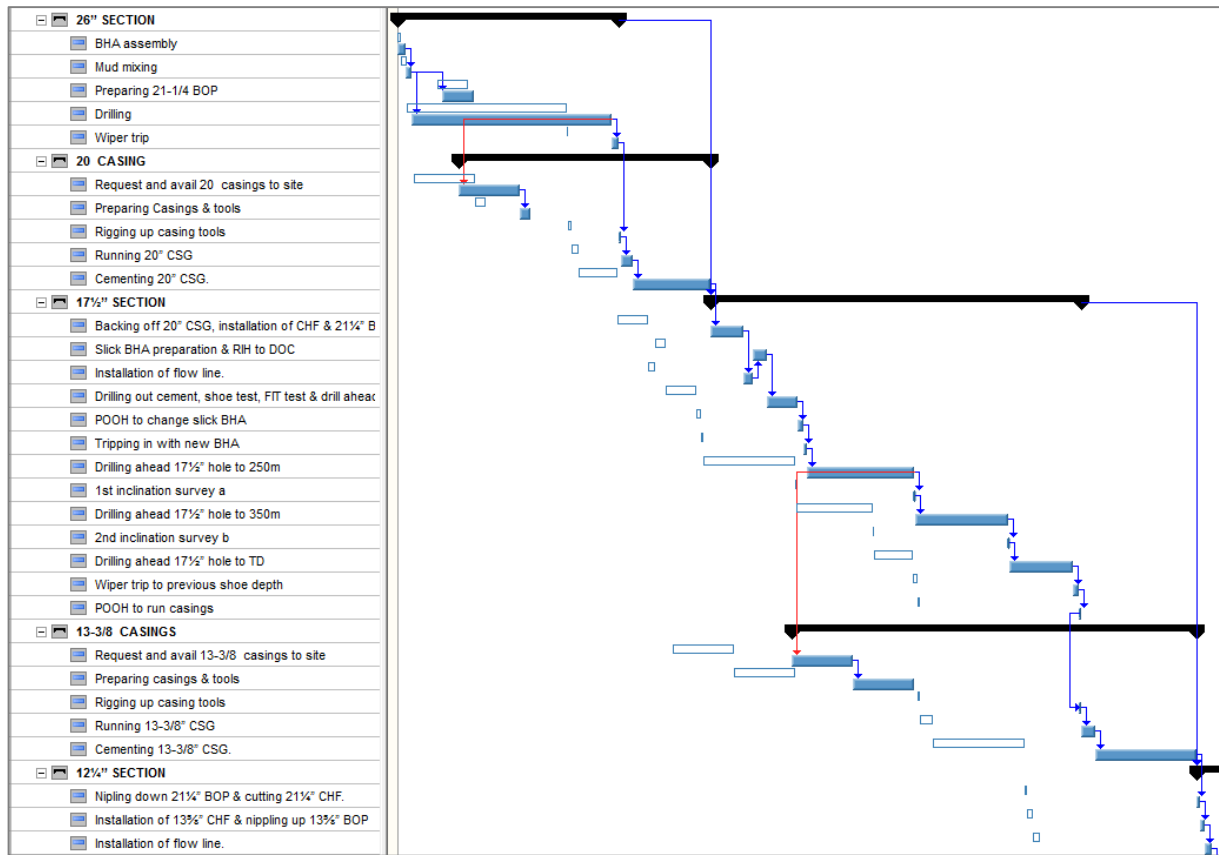 26” SECTION
BHA assembly
Mud mixing
Preparing 21-1/4 BOP
Drilling
Wiper trip
20 CASING
Request and avail 20 casings to site
Preparing Casings & tools
Rigging up casing tools
Running 20” CSG
Cementing 20” CSG.
17½” SECTION
Backing off 20” CSG, installation of CHF & 21¼” B
Slick BHA preparation & RIH to DOC
Installation of flow line.
Drilling out cement, shoe test, FIT test & drill ahead
POOH to change slick BHA
Tripping in with new BHA
Drilling ahead 17½” hole to 250m
1st inclination survey a
Drilling ahead 17½” hole to 350m
2nd inclination survey b
Drilling ahead 17½” hole to TD
Wiper trip to previous shoe depth
POOH to run casings
13-3/8 CASINGS
Request and avail 13-3/8 casings to site
Preparing casings & tools
Rigging up casing tools
Running 13-3/8” CSG
Cementing 13-3/8” CSG.
12¼” SECTION
Nipling down 21¼” BOP & cutting 21¼” CHF.
Installation of 13⅝” CHF & nippling up 13⅝” BOP
Installation of flow line.